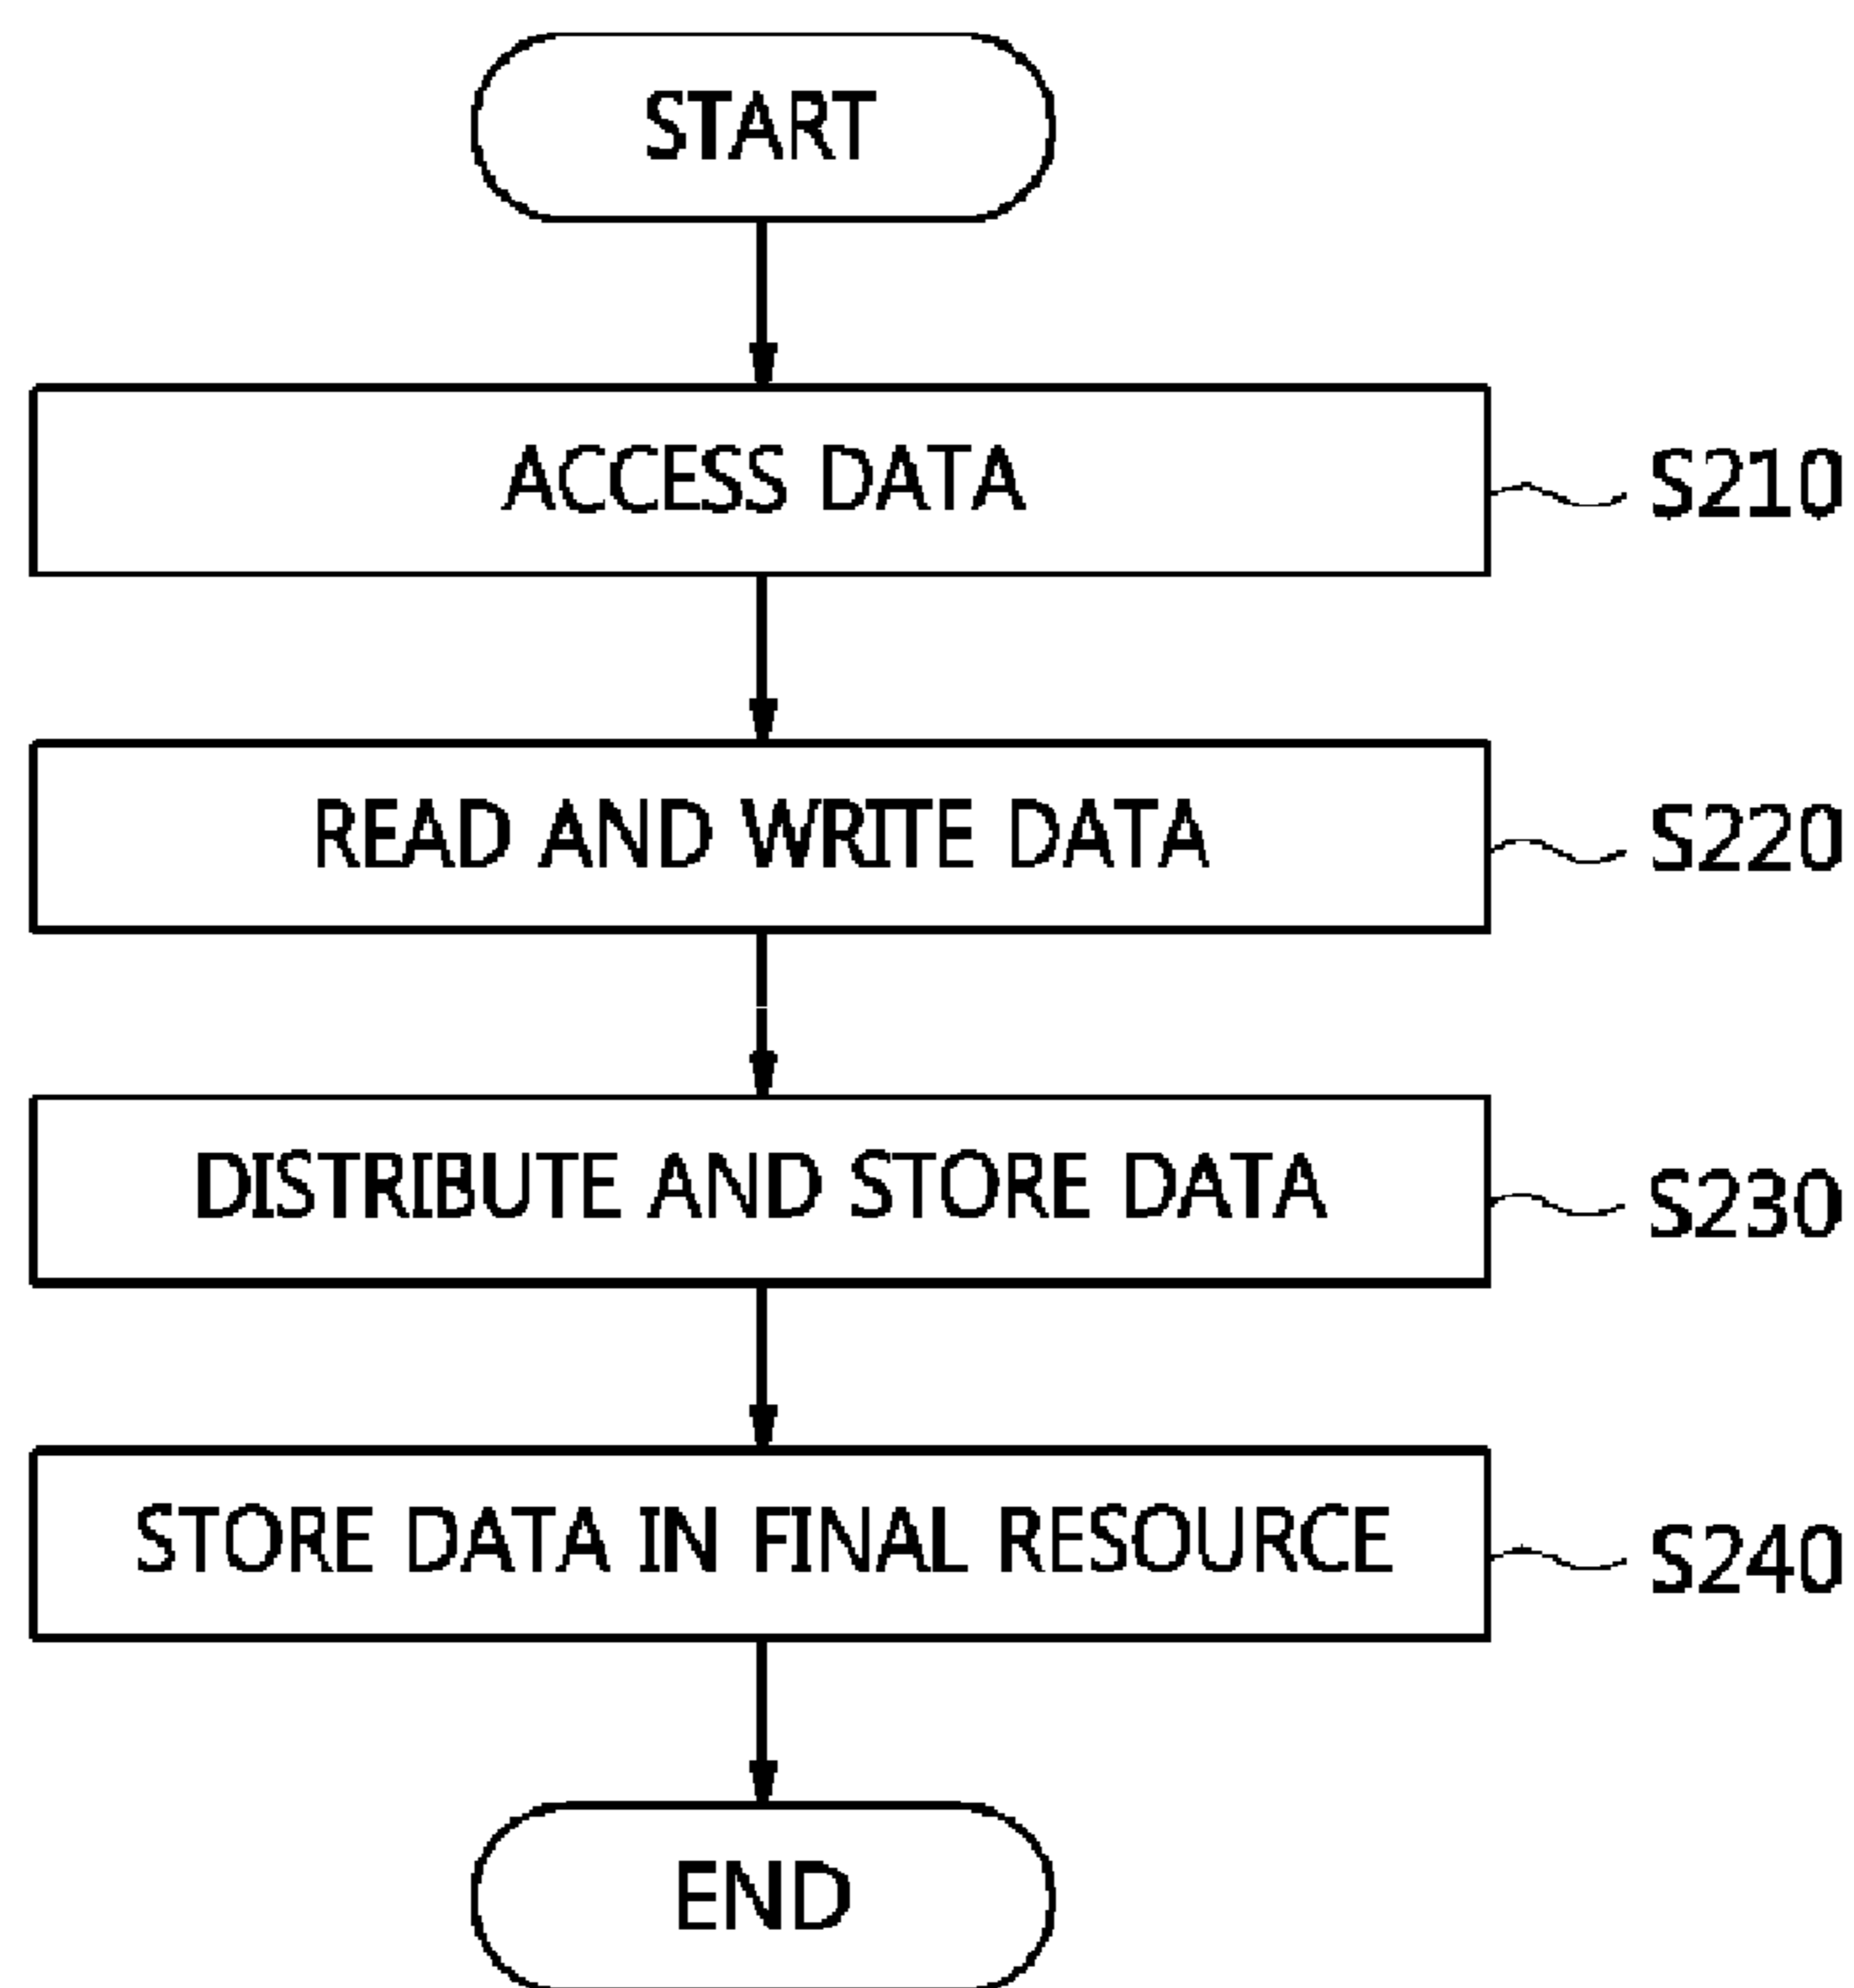 START
ACCESS DATA
S210
READ AND WRITE DATA
S220
DISTRIBUTE AND STORE DATA
S230
STORE DATA IN FINAL RESOURCE
S240
END